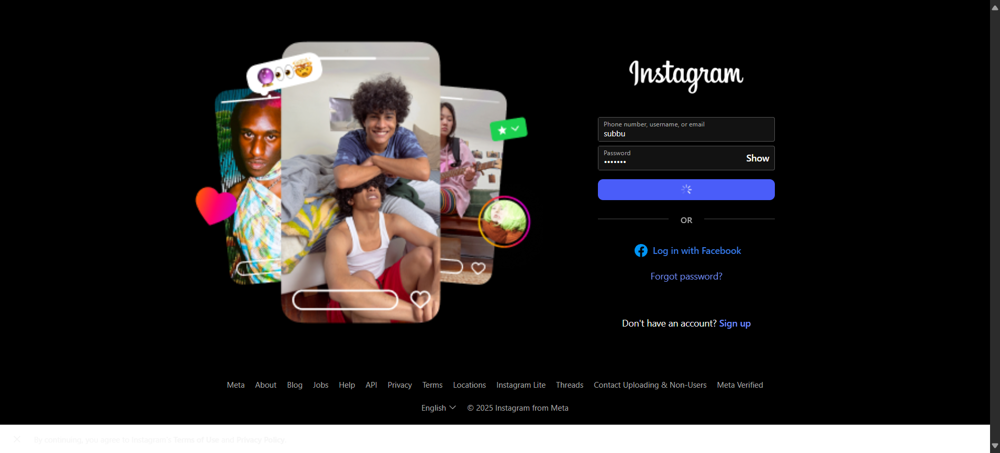 Instagram
Phone number, username, or email
subbu
Password
•••••••
Show
OR
Log in with Facebook
Forgot password?
Don't have an account? Sign up
Meta About Blog Jobs Help API Privacy Terms Locations Instagram Lite Threads Contact Uploading & Non-Users Meta Verified
English © 2025 Instagram from Meta
By continuing, you agree to Instagram's Terms of Use and Privacy Policy.